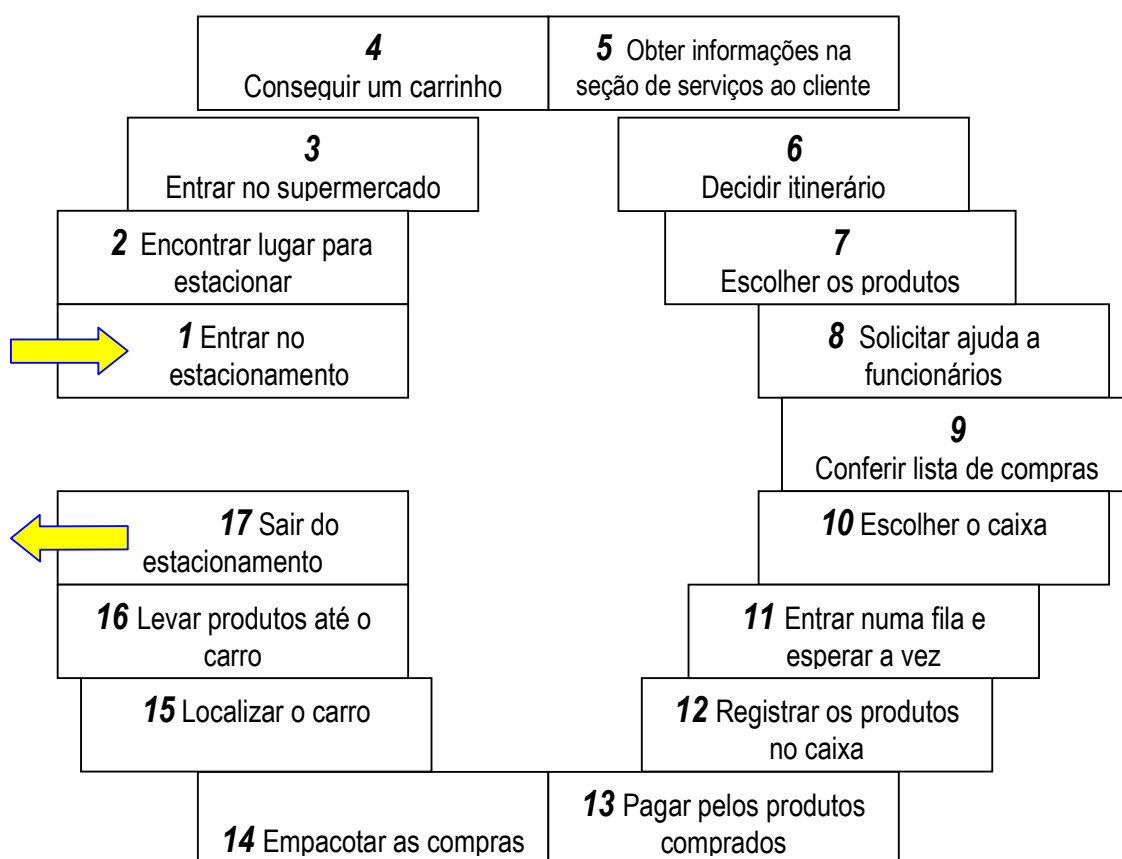 4
Conseguir um carrinho
5 Obter informações na
seção de serviços ao cliente
3
Entrar no supermercado
6
Decidir itinerário
2 Encontrar lugar para
estacionar
7
Escolher os produtos
1 Entrar no
estacionamento
8 Solicitar ajuda a
funcionários
9
Conferir lista de compras
17 Sair do
estacionamento
10 Escolher o caixa
16 Levar produtos até o
carro
11 Entrar numa fila e
esperar a vez
15 Localizar o carro
12 Registrar os produtos
no caixa
14 Empacotar as compras
13 Pagar pelos produtos
comprados